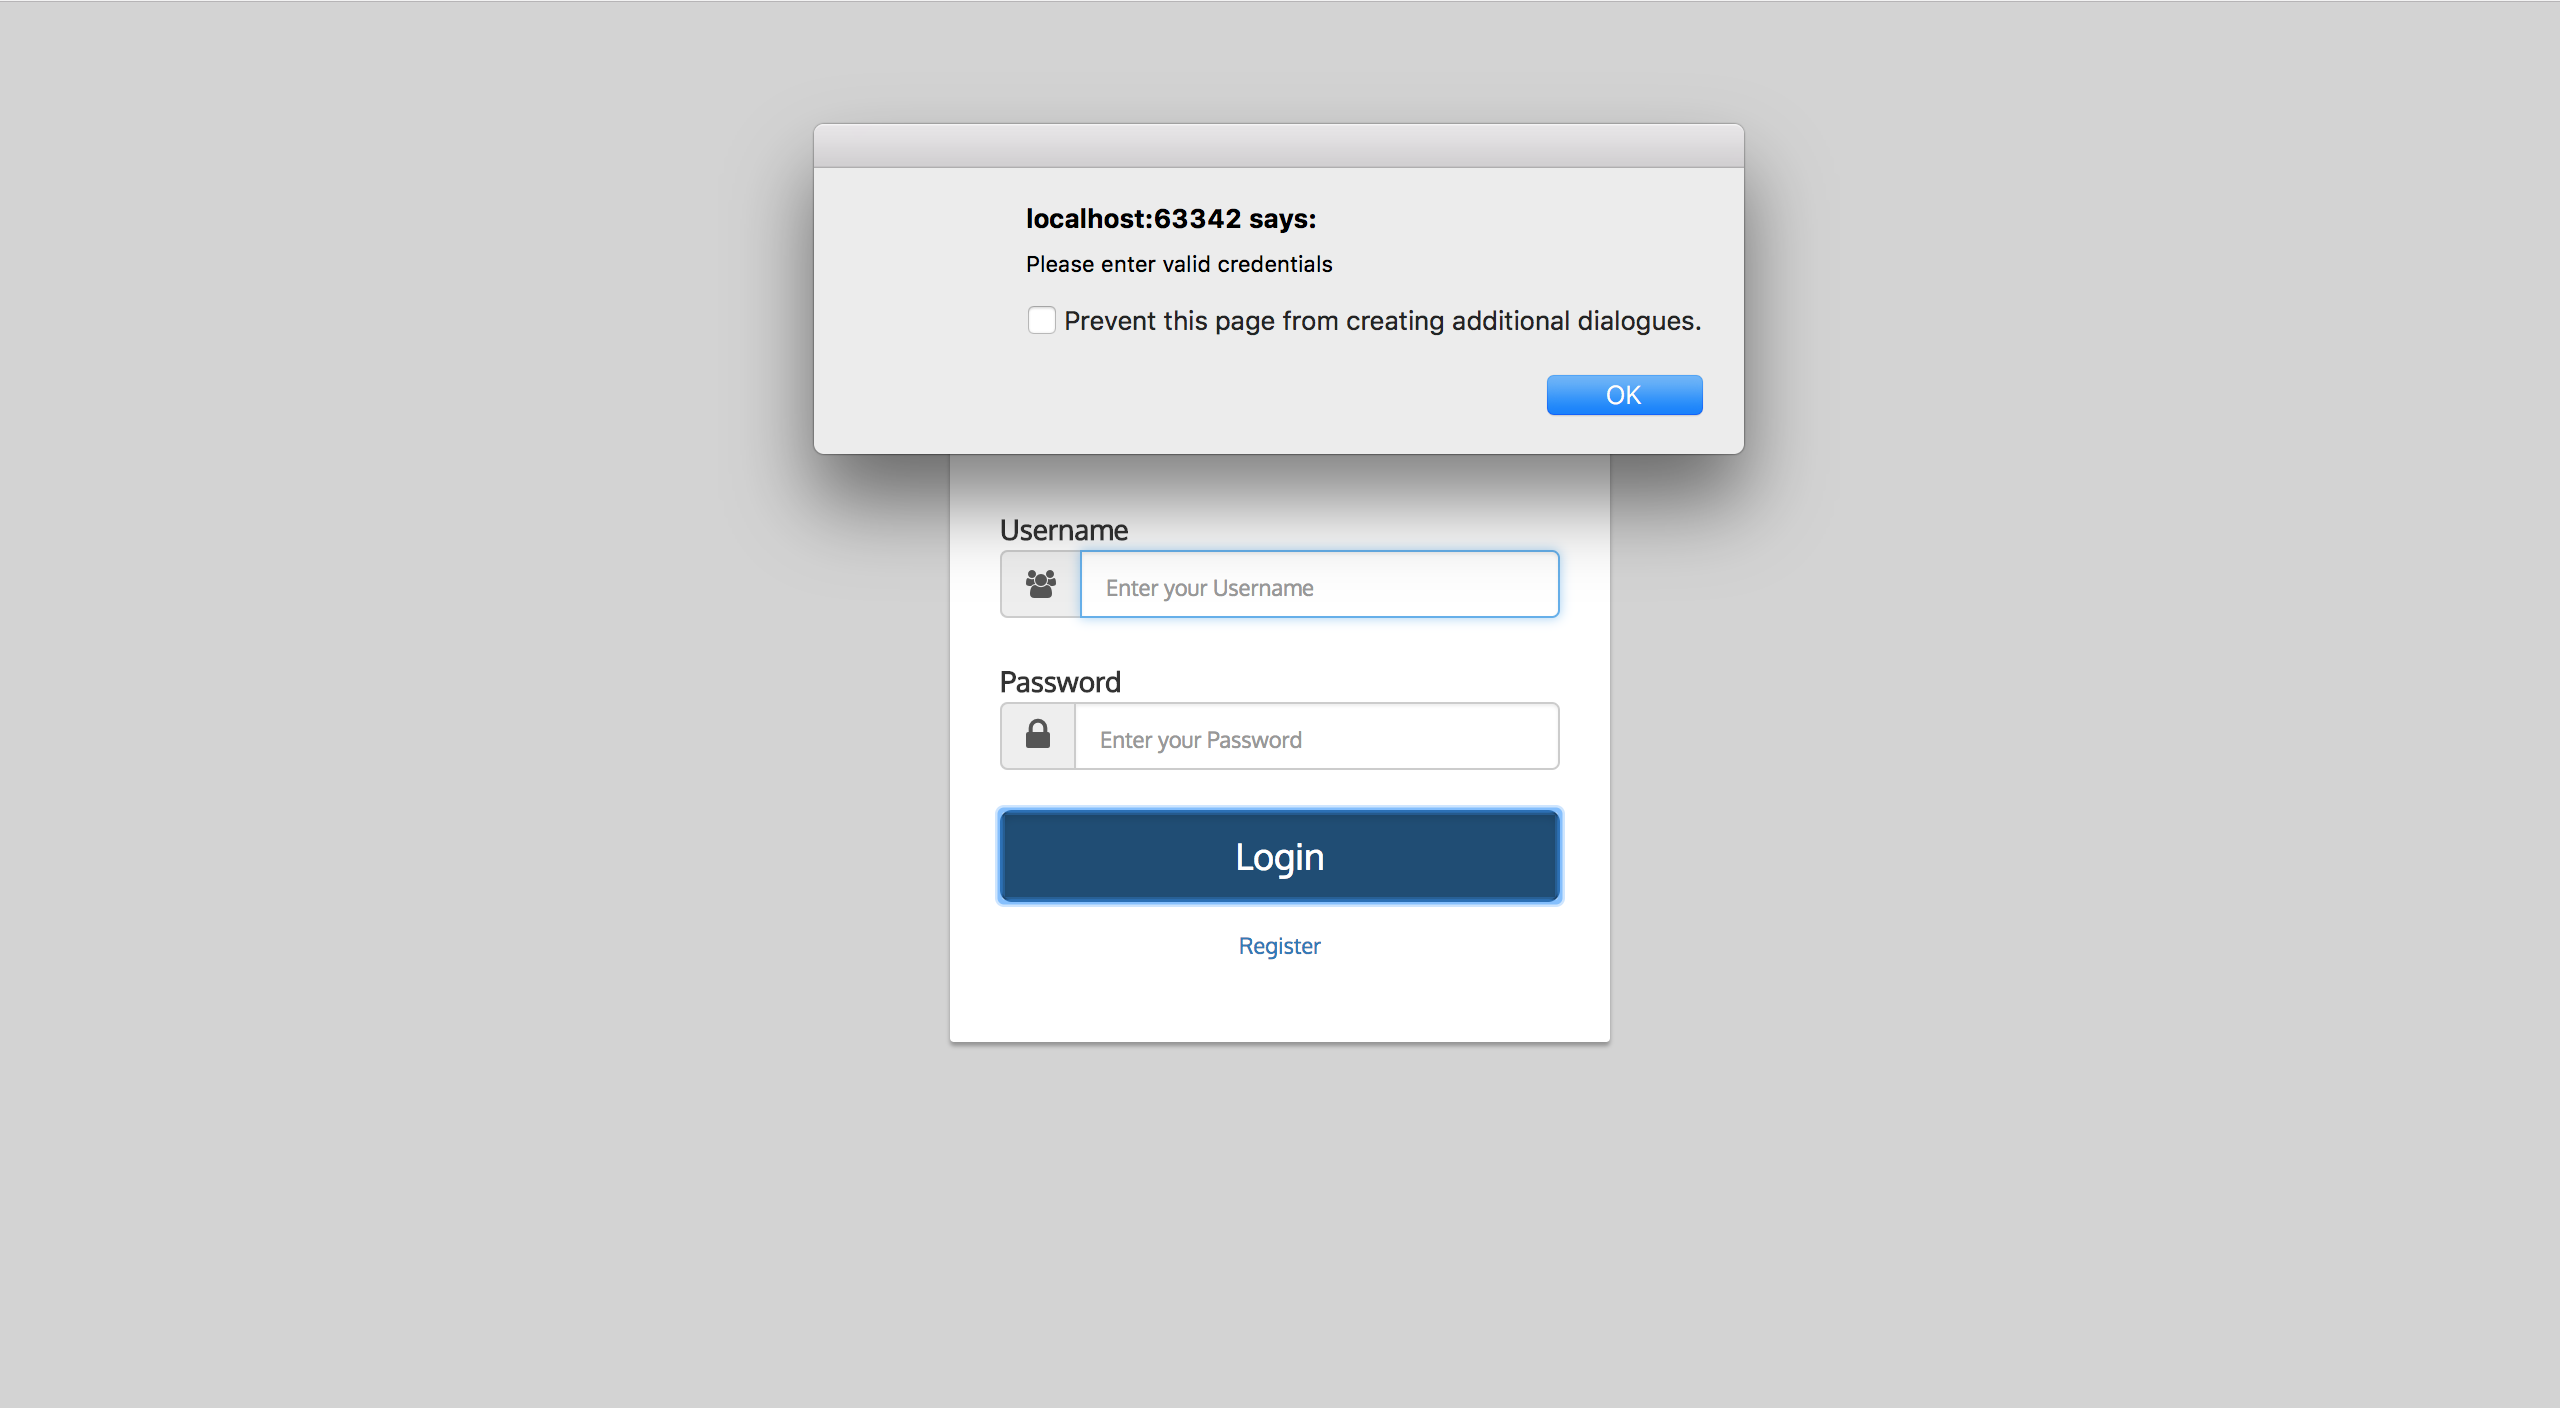 localhost:63342 says:
Please enter valid credentials
Prevent this page from creating additional dialogues.
OK
Username
Enter your Username
Password
Enter your Password
Login
Register